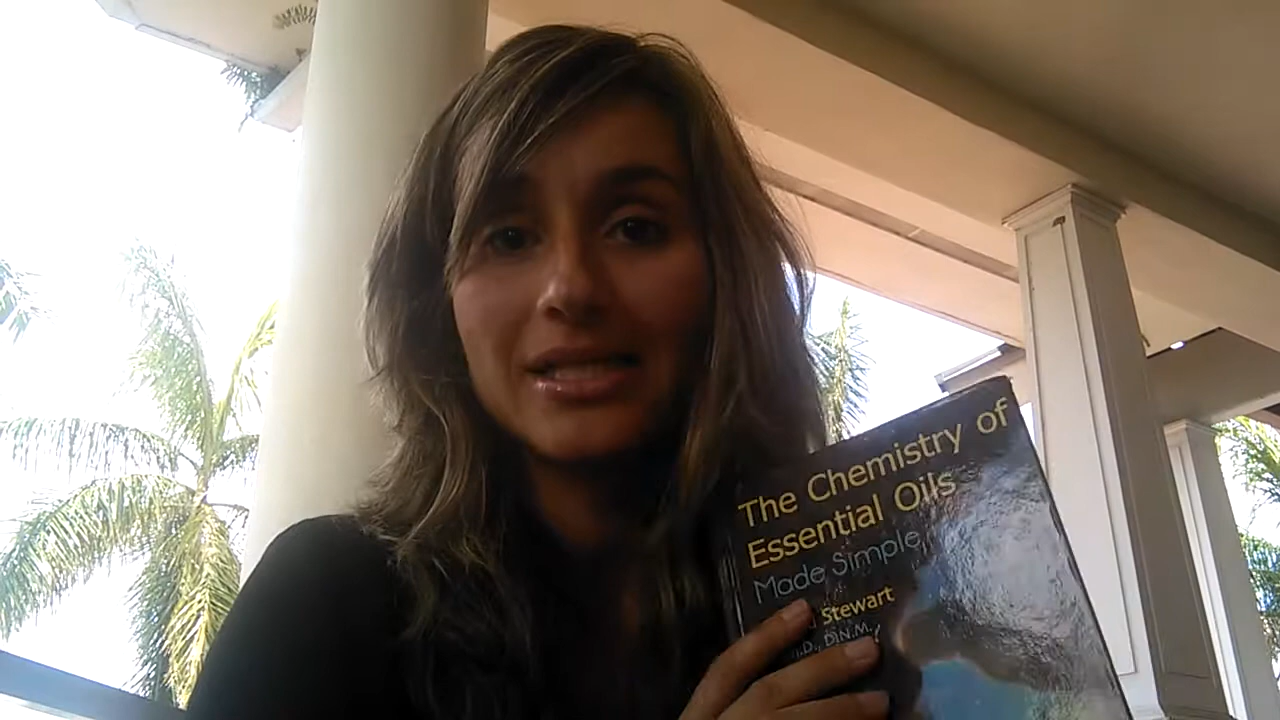 The Chemistry of
Essential Oils
Made Simple
Stewart
.D., D.N.M.